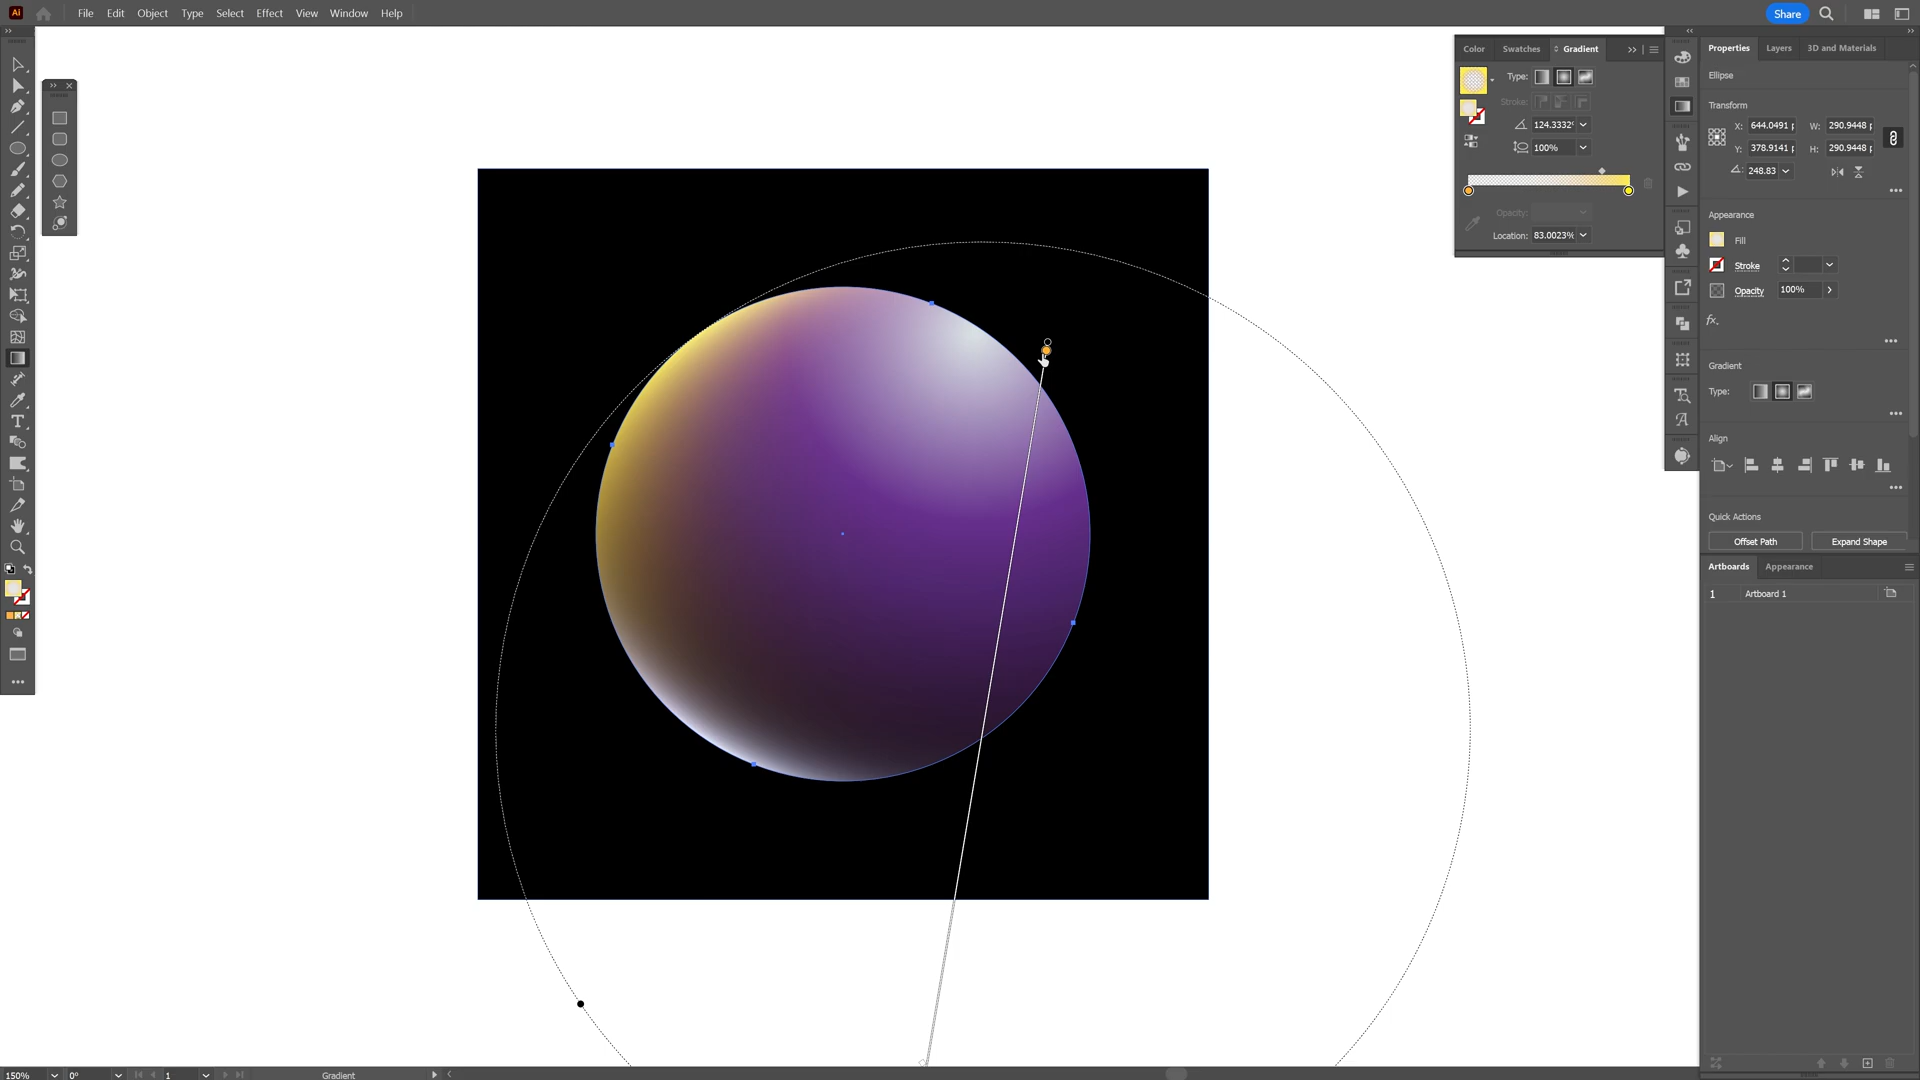 Ai File Edit Object Type Select Effect View Window Help Share
Color Swatches Gradient
Type:
Stroke:
124.3332°
100%
Opacity:
Location: 83.0023%
Properties Layers 3D and Materials
Ellipse
Transform
X: 644.0491 p W: 290.9448 p
Y: 378.9141 p H: 290.9448 p
248.83
Appearance
Fill
Stroke
Opacity 100%
fx.
Gradient
Type:
Align
Quick Actions
Offset Path Expand Shape
Artboards Appearance
1 Artboard 1
150% 0° 1 Gradient